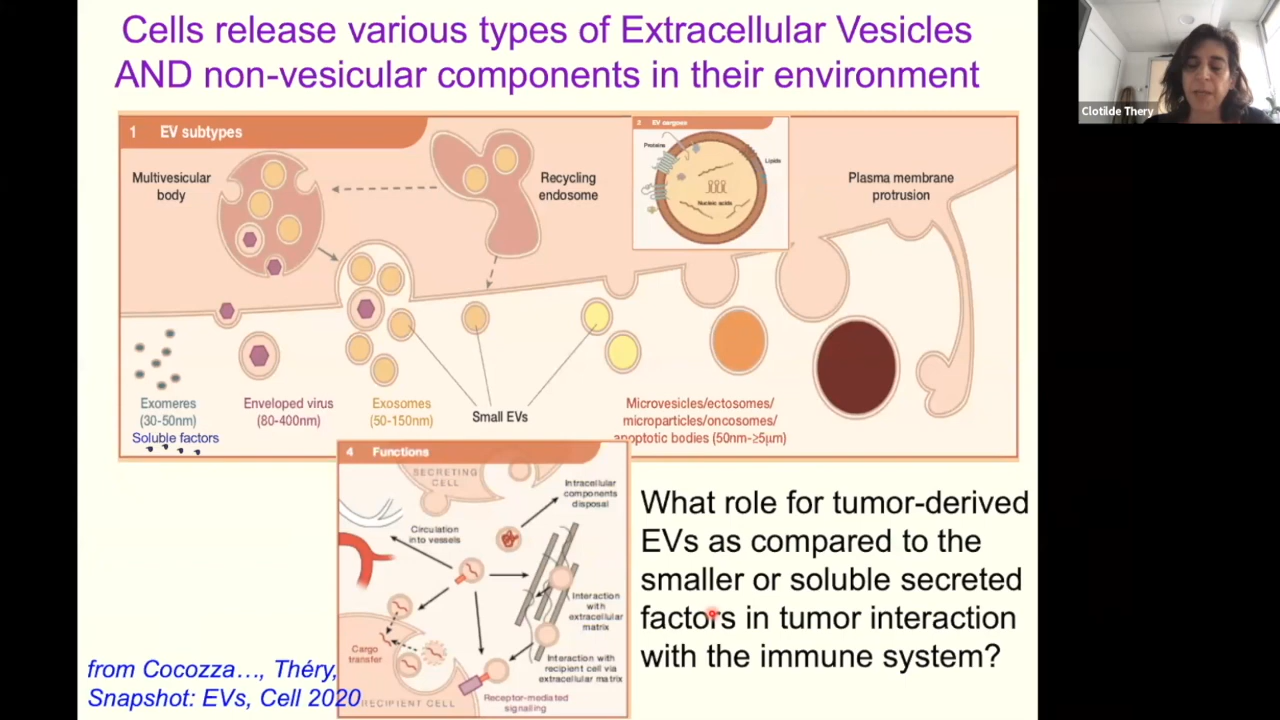 Cells release various types of Extracellular Vesicles
AND non-vesicular components in their environment
Clotilde Thery
1 EV subtypes
2 EV cargoes
Proteins
Lipids
Nucleic acids
Multivesicular
body
Recycling
endosome
Plasma membrane
protrusion
Exomeres
(30-50nm)
Soluble factors
Enveloped virus
(80-400nm)
Exosomes
(50-150nm)
Small EVs
Microvesicles/ectosomes/
microparticles/oncosomes/
apoptotic bodies (50nm-≥5µm)
4 Functions
SECRETING
CELL
Intracellular
components
disposal
Circulation
into vessels
Interaction
with
extracellular
matrix
Cargo
transfer
Interaction with
recipient cell via
extracellular matrix
Receptor-mediated
signalling
RECIPIENT CELL
What role for tumor-derived
EVs as compared to the
smaller or soluble secreted
factors in tumor interaction
with the immune system?
from Cocozza…, Théry,
Snapshot: EVs, Cell 2020